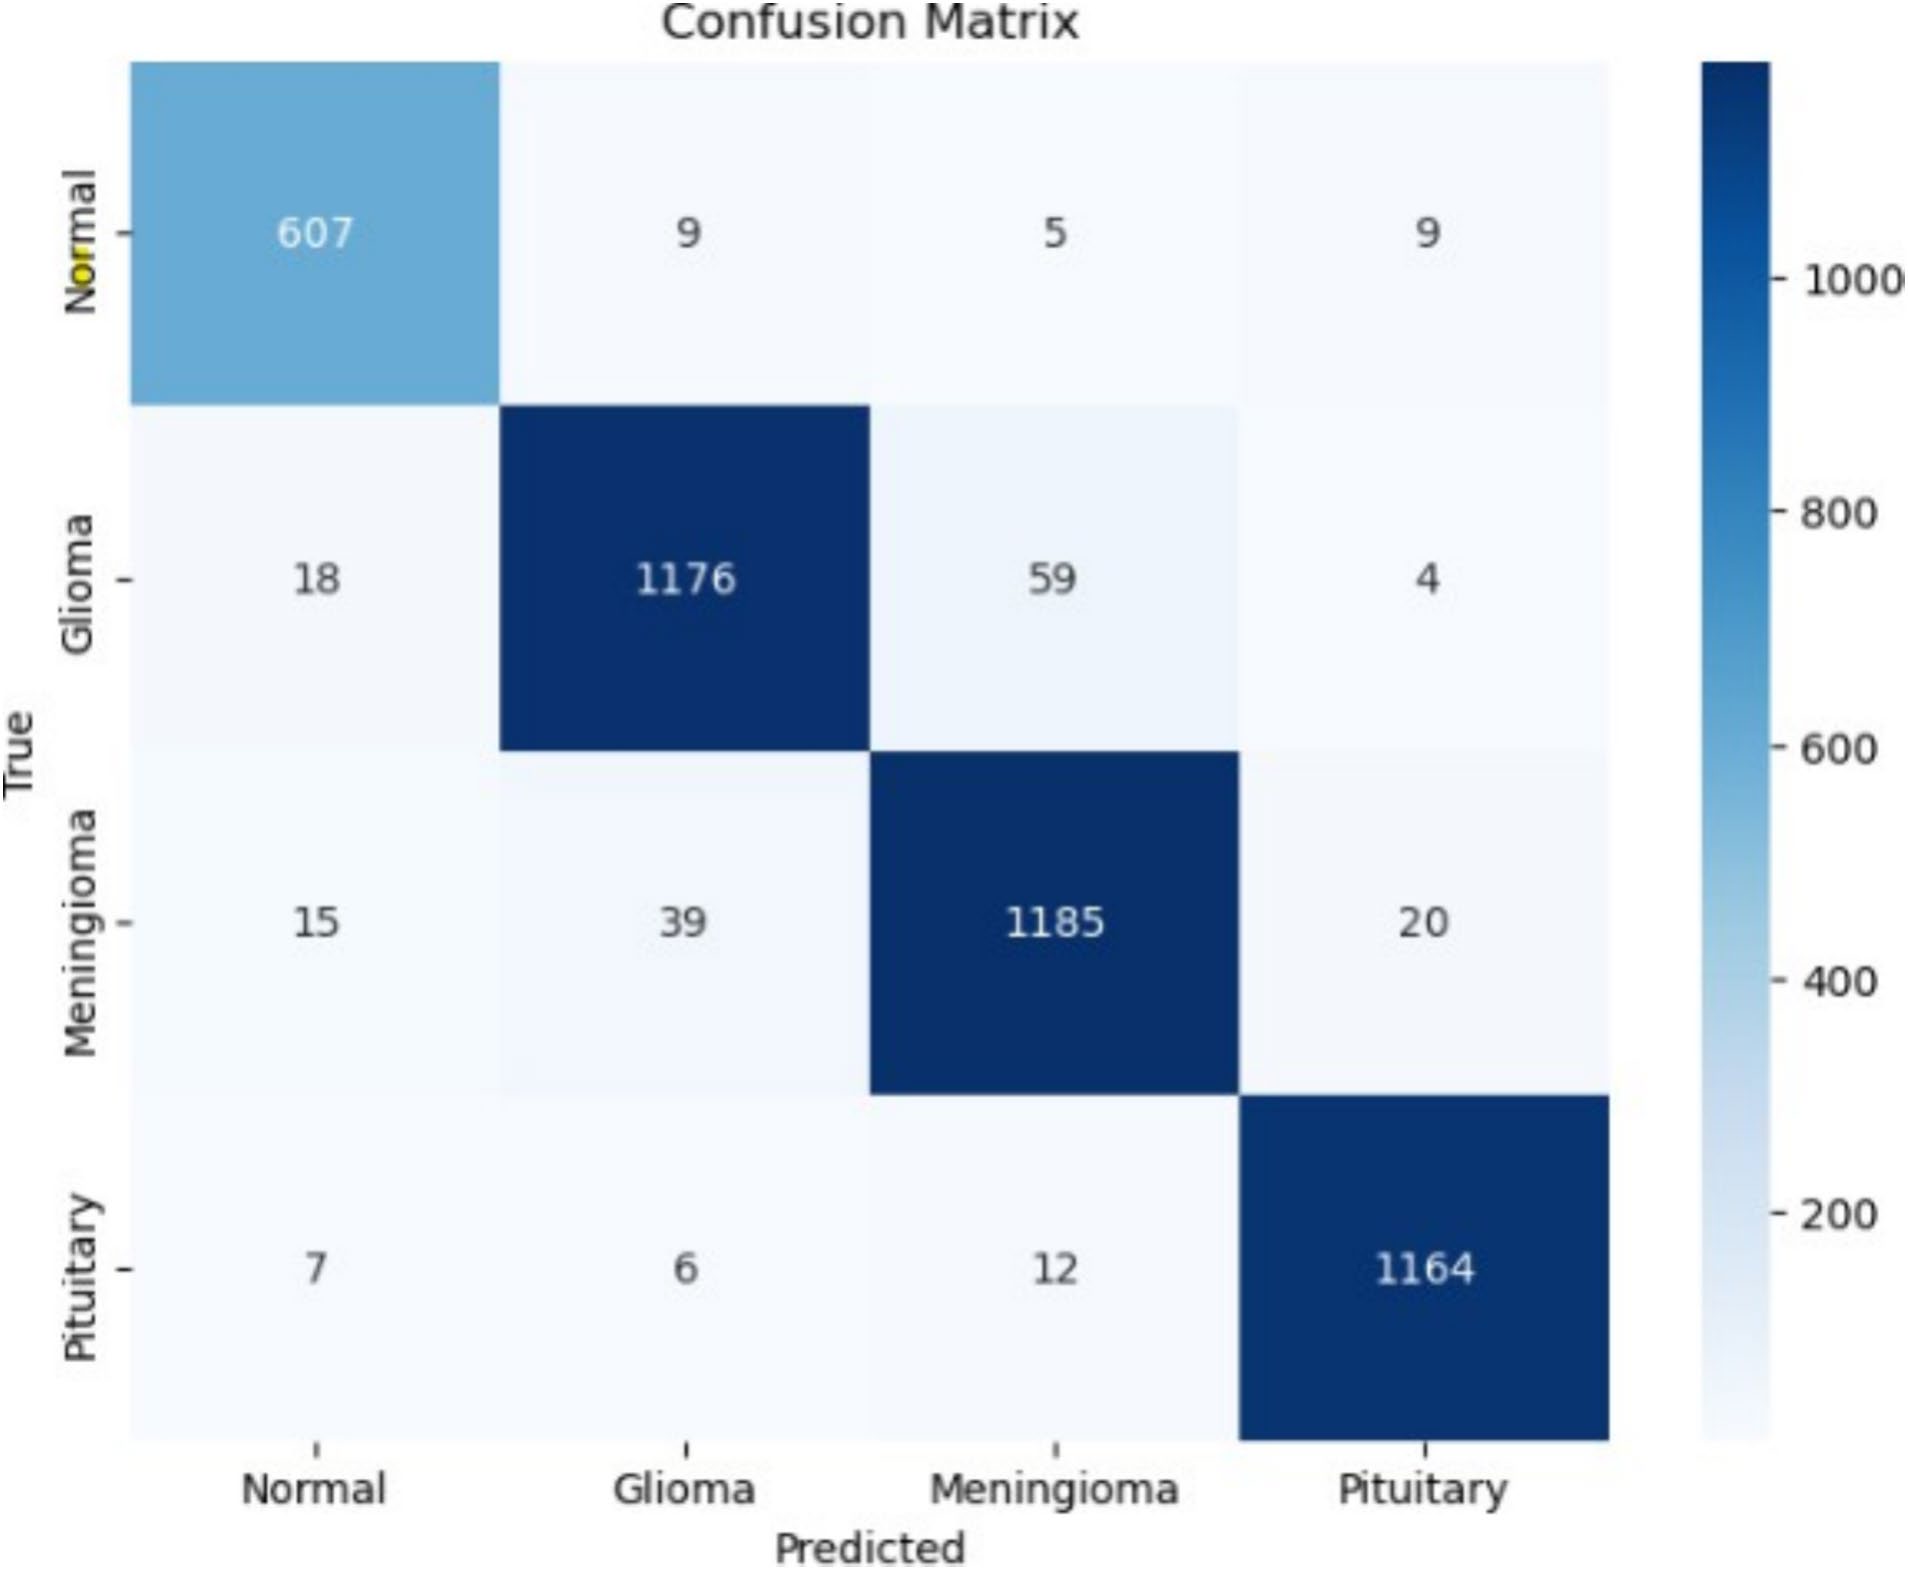 Confusion Matrix
True
Normal
607 9 5 9
Glioma
18 1176 59 4
Meningioma
15 39 1185 20
Pituitary
7 6 12 1164
Normal Glioma Meningioma Pituitary
Predicted
1000
800
600
400
200